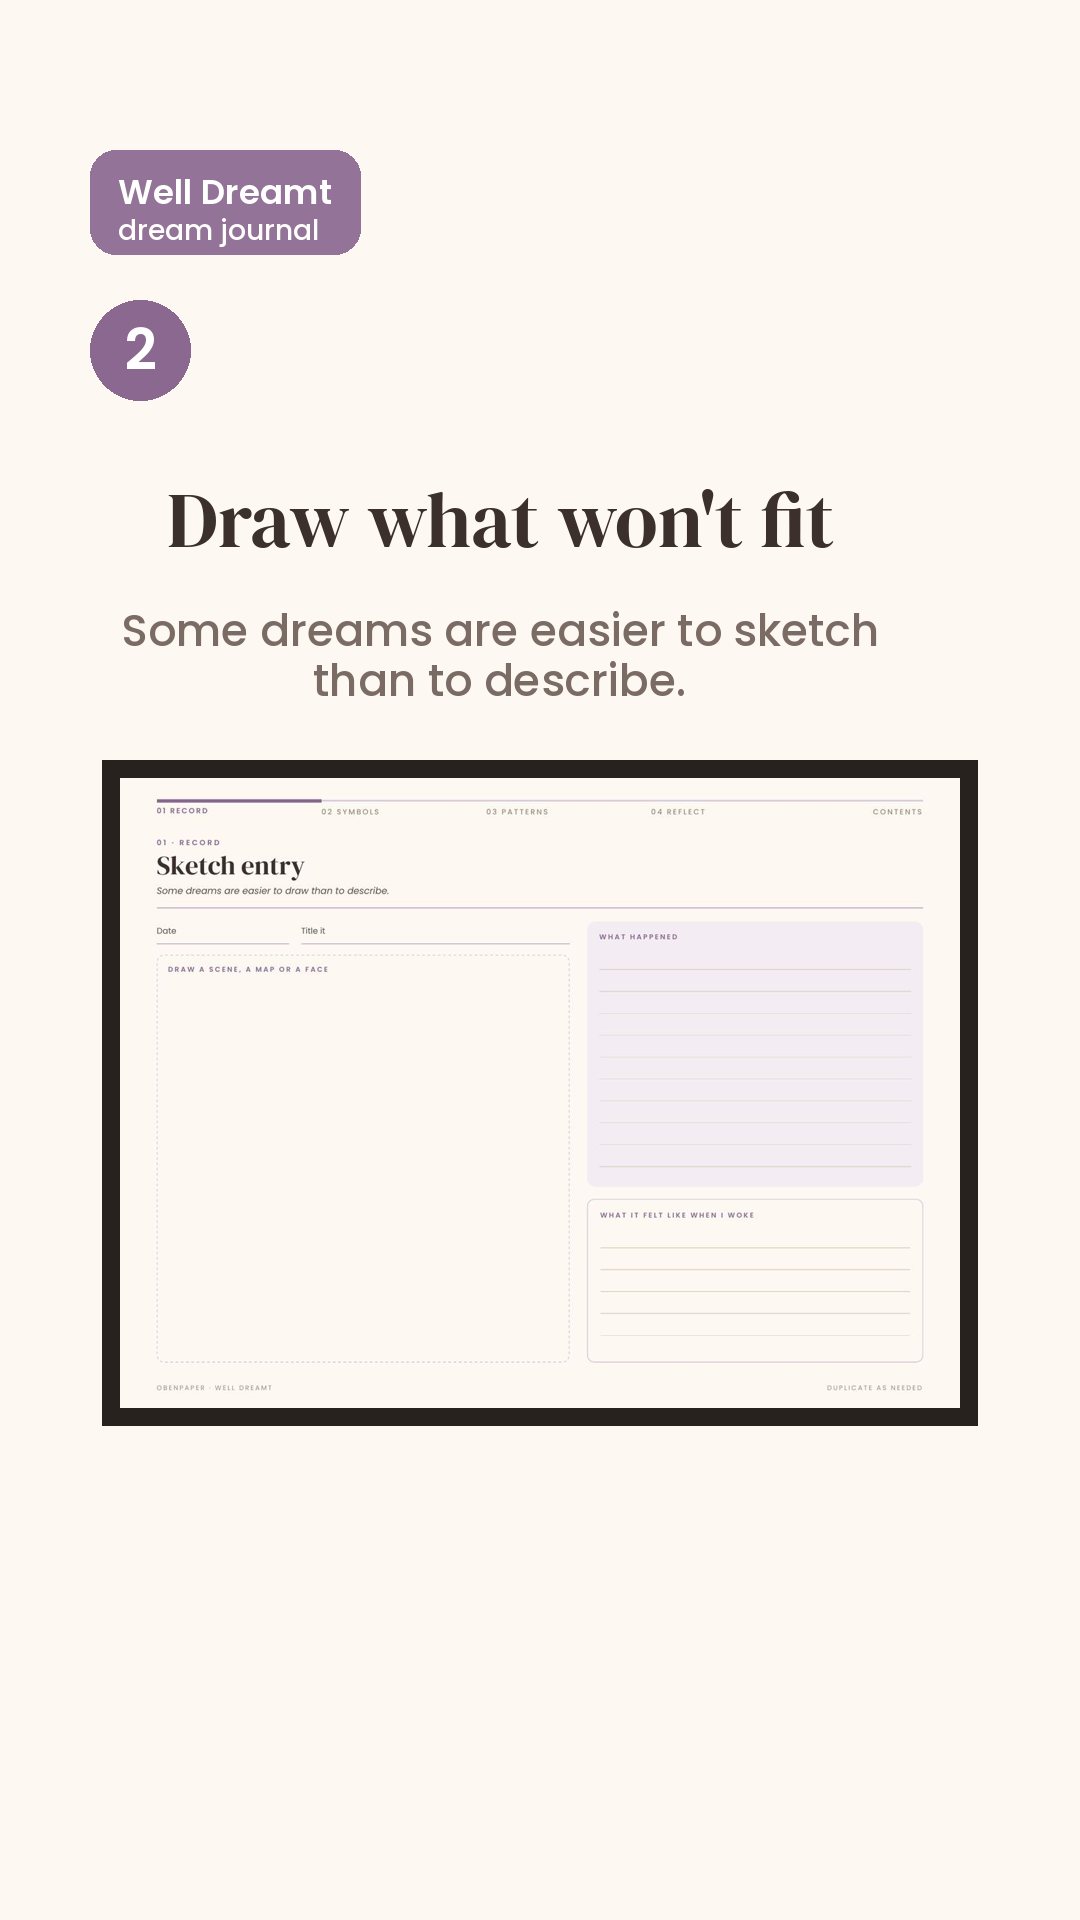 Well Dreamt
dream journal
2
Draw what won't fit
Some dreams are easier to sketch
than to describe.
01 RECORD
02 SYMBOLS
03 PATTERNS
04 REFLECT
CONTENTS
01 · RECORD
Sketch entry
Some dreams are easier to draw than to describe.
Date
Title it
DRAW A SCENE, A MAP OR A FACE
WHAT HAPPENED
WHAT IT FELT LIKE WHEN I WOKE
OBENPAPER · WELL DREAMT
DUPLICATE AS NEEDED